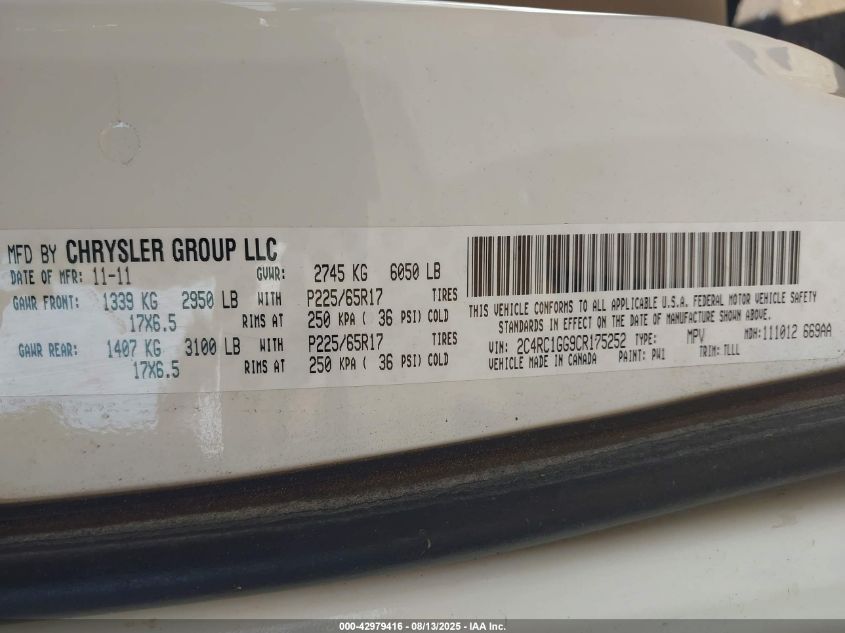 MFD BY CHRYSLER GROUP LLC
DATE OF MFR: 11-11 GVWR: 2745 KG 6050 LB
GAWR FRONT: 1339 KG 2950 LB WITH P225/65R17 TIRES
17X6.5 RIMS AT 250 KPA ( 36 PSI) COLD
GAWR REAR: 1407 KG 3100 LB WITH P225/65R17 TIRES
17X6.5 RIMS AT 250 KPA ( 36 PSI) COLD
THIS VEHICLE CONFORMS TO ALL APPLICABLE U.S.A. FEDERAL MOTOR VEHICLE SAFETY
STANDARDS IN EFFECT ON THE DATE OF MANUFACTURE SHOWN ABOVE.
VIN: 2C4RC1GG9CR175252 TYPE: MPV MDH: 111012 669AA
VEHICLE MADE IN CANADA PAINT: PW1 TRIM: TLLL
000-42979416 - 08/13/2025 - IAA Inc.